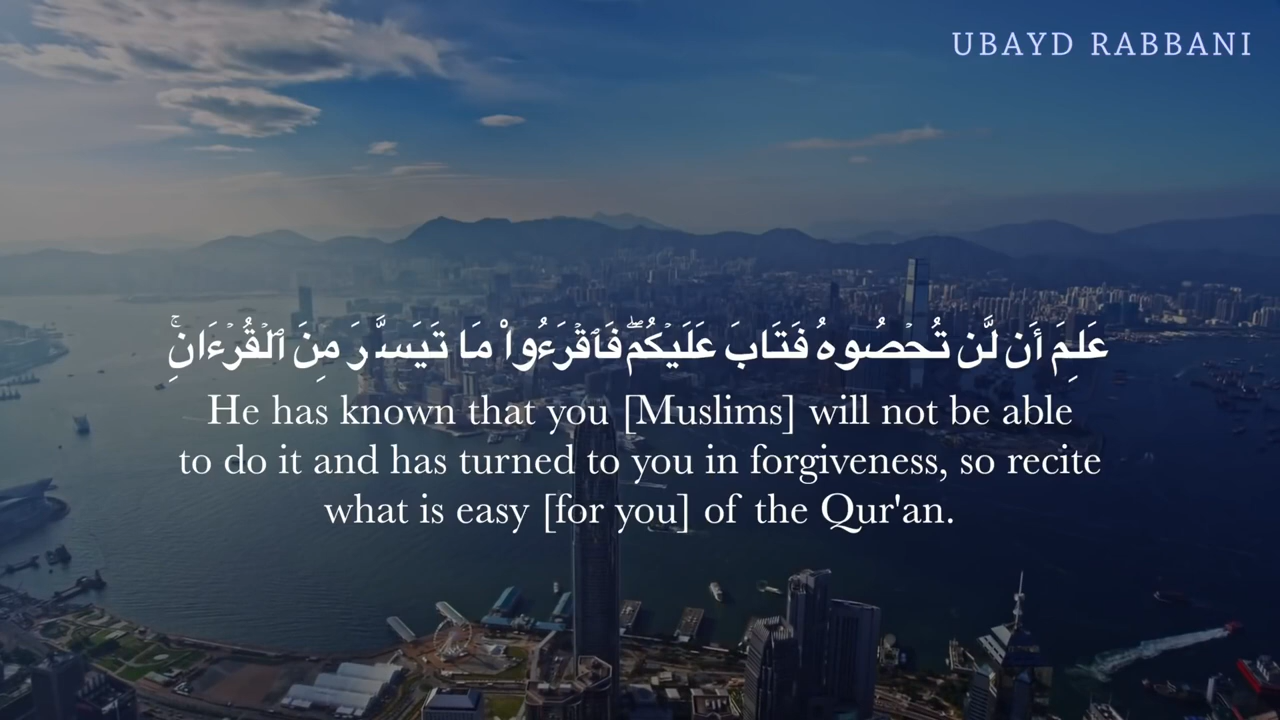 UBAYD RABBANI
عَلِمَ أَن لَّن تُحْصُوهُ فَتَابَ عَلَيْكُمْۖ فَٱقْرَءُوا۟ مَا تَيَسَّرَ مِنَ ٱلْقُرْءَانِۚ
He has known that you [Muslims] will not be able
to do it and has turned to you in forgiveness, so recite
what is easy [for you] of the Qur'an.